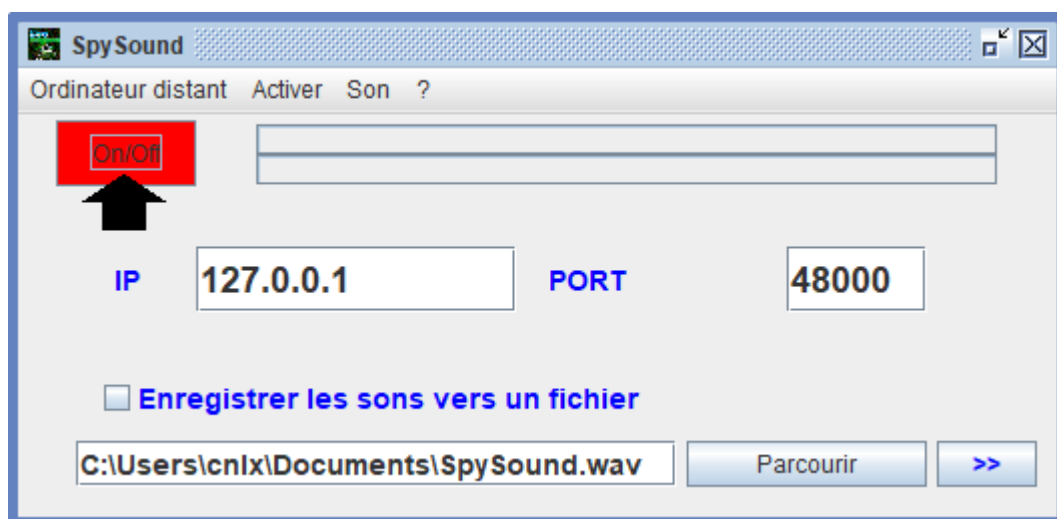 SpySound
Ordinateur distant Activer Son ?
On/Off
IP 127.0.0.1 PORT 48000
Enregistrer les sons vers un fichier
C:\Users\cnlx\Documents\SpySound.wav Parcourir >>